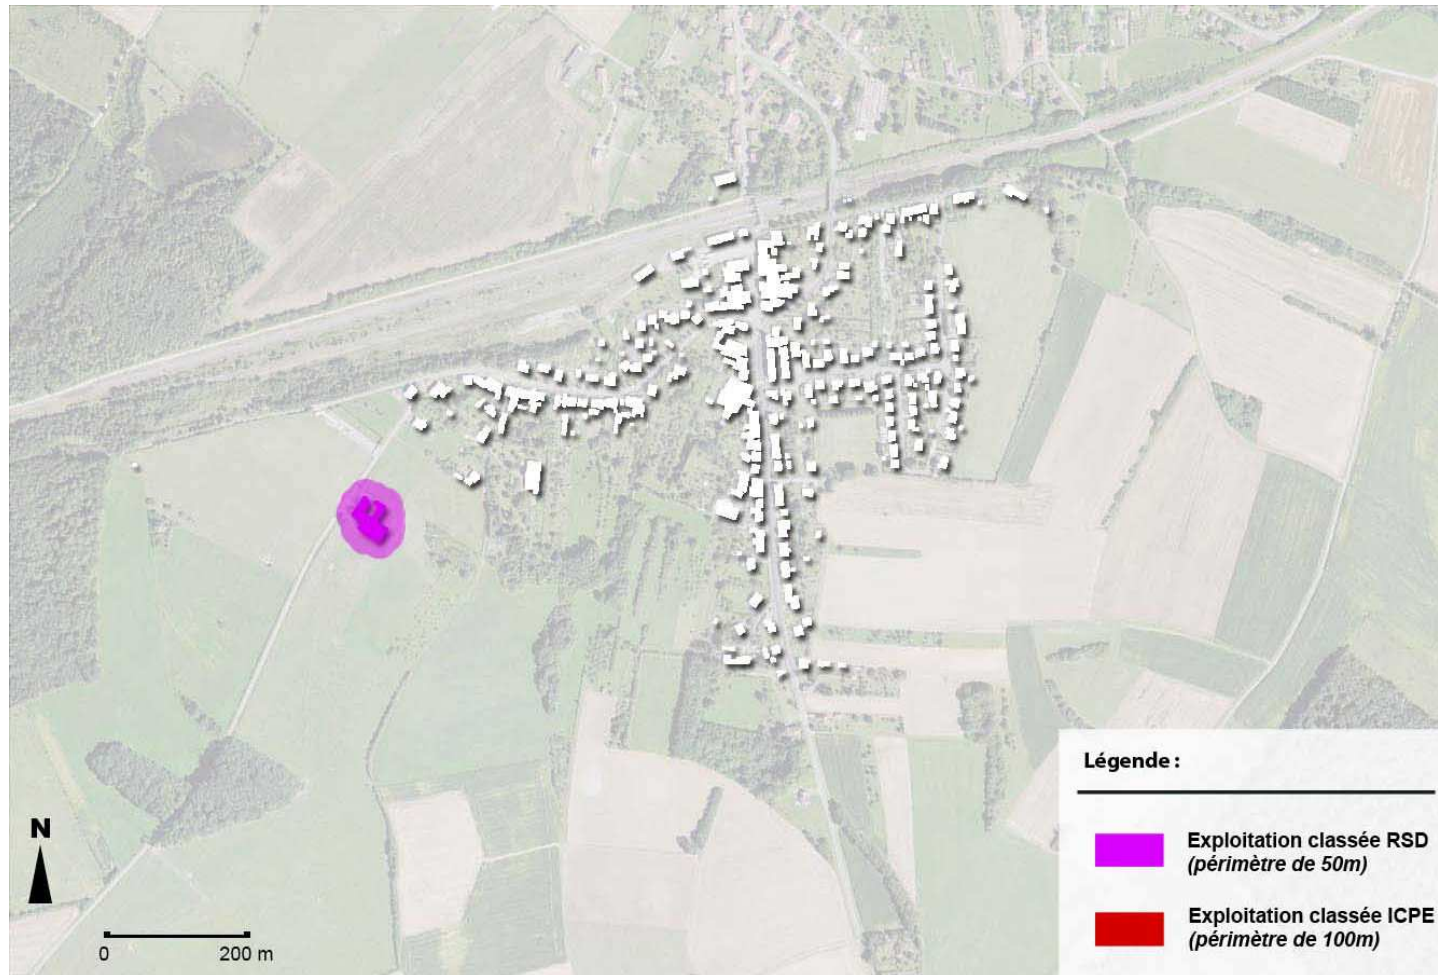 Légende :
Exploitation classée RSD
(périmètre de 50m)
Exploitation classée ICPE
(périmètre de 100m)
N
0 200 m